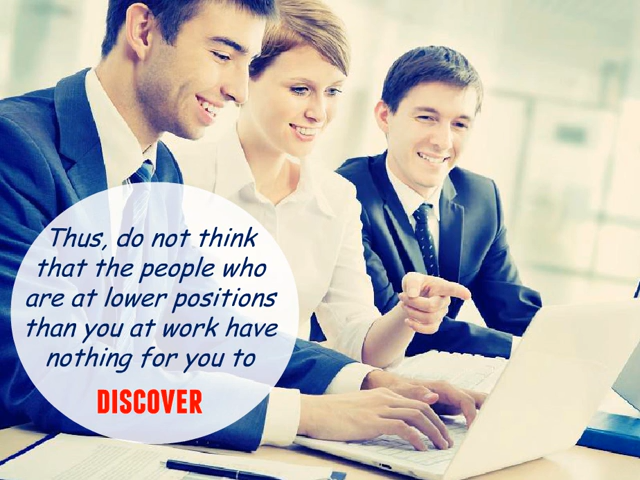 Thus, do not think
that the people who
are at lower positions
than you at work have
nothing for you to
DISCOVER